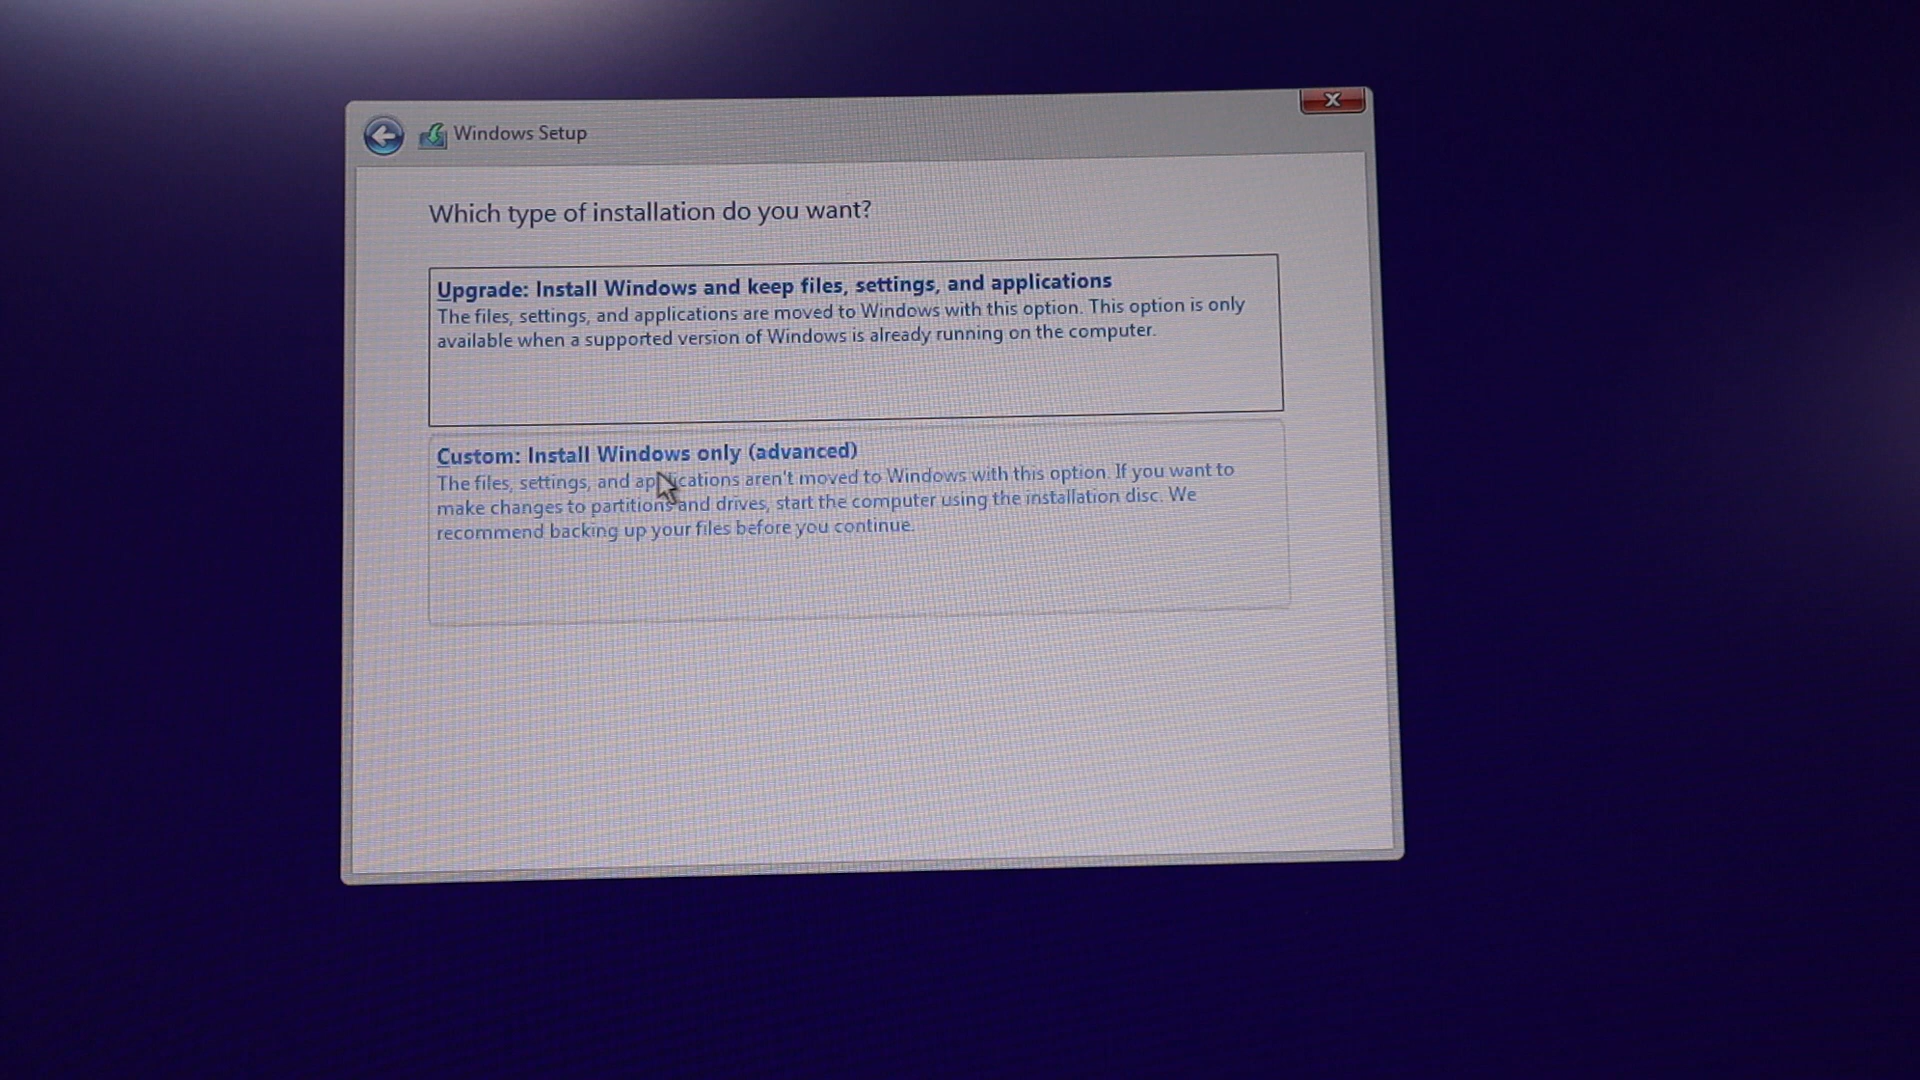 Windows Setup
Which type of installation do you want?
Upgrade: Install Windows and keep files, settings, and applications
The files, settings, and applications are moved to Windows with this option. This option is only
available when a supported version of Windows is already running on the computer.
Custom: Install Windows only (advanced)
The files, settings, and applications aren't moved to Windows with this option. If you want to
make changes to partitions and drives, start the computer using the installation disc. We
recommend backing up your files before you continue.